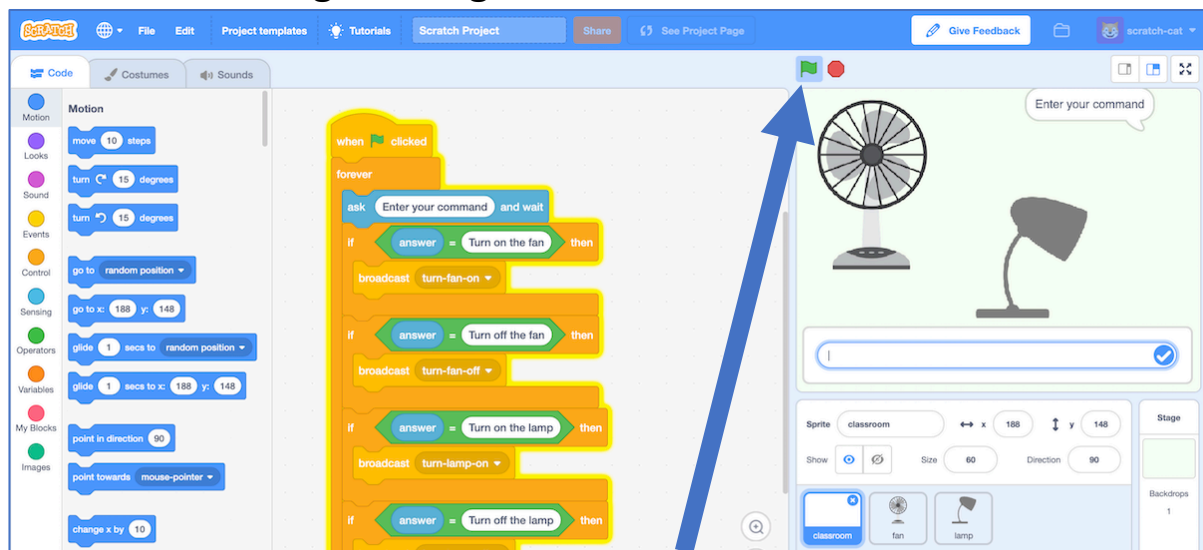 SCRATCH File Edit Project templates Tutorials Scratch Project Share See Project Page Give Feedback scratch-cat
Code Costumes Sounds
Motion
Looks
Sound
Events
Control
Sensing
Operators
Variables
My Blocks
Images
Motion
move 10 steps
turn 15 degrees
turn 15 degrees
go to random position
go to x: 188 y: 148
glide 1 secs to random position
glide 1 secs to x: 188 y: 148
point in direction 90
point towards mouse-pointer
change x by 10
when clicked
forever
ask Enter your command and wait
if answer = Turn on the fan then
broadcast turn-fan-on
if answer = Turn off the fan then
broadcast turn-fan-off
if answer = Turn on the lamp then
broadcast turn-lamp-on
if answer = Turn off the lamp then
Enter your command
Sprite classroom x 188 y 148
Show Size 60 Direction 90
classroom fan lamp
Stage
Backdrops
1